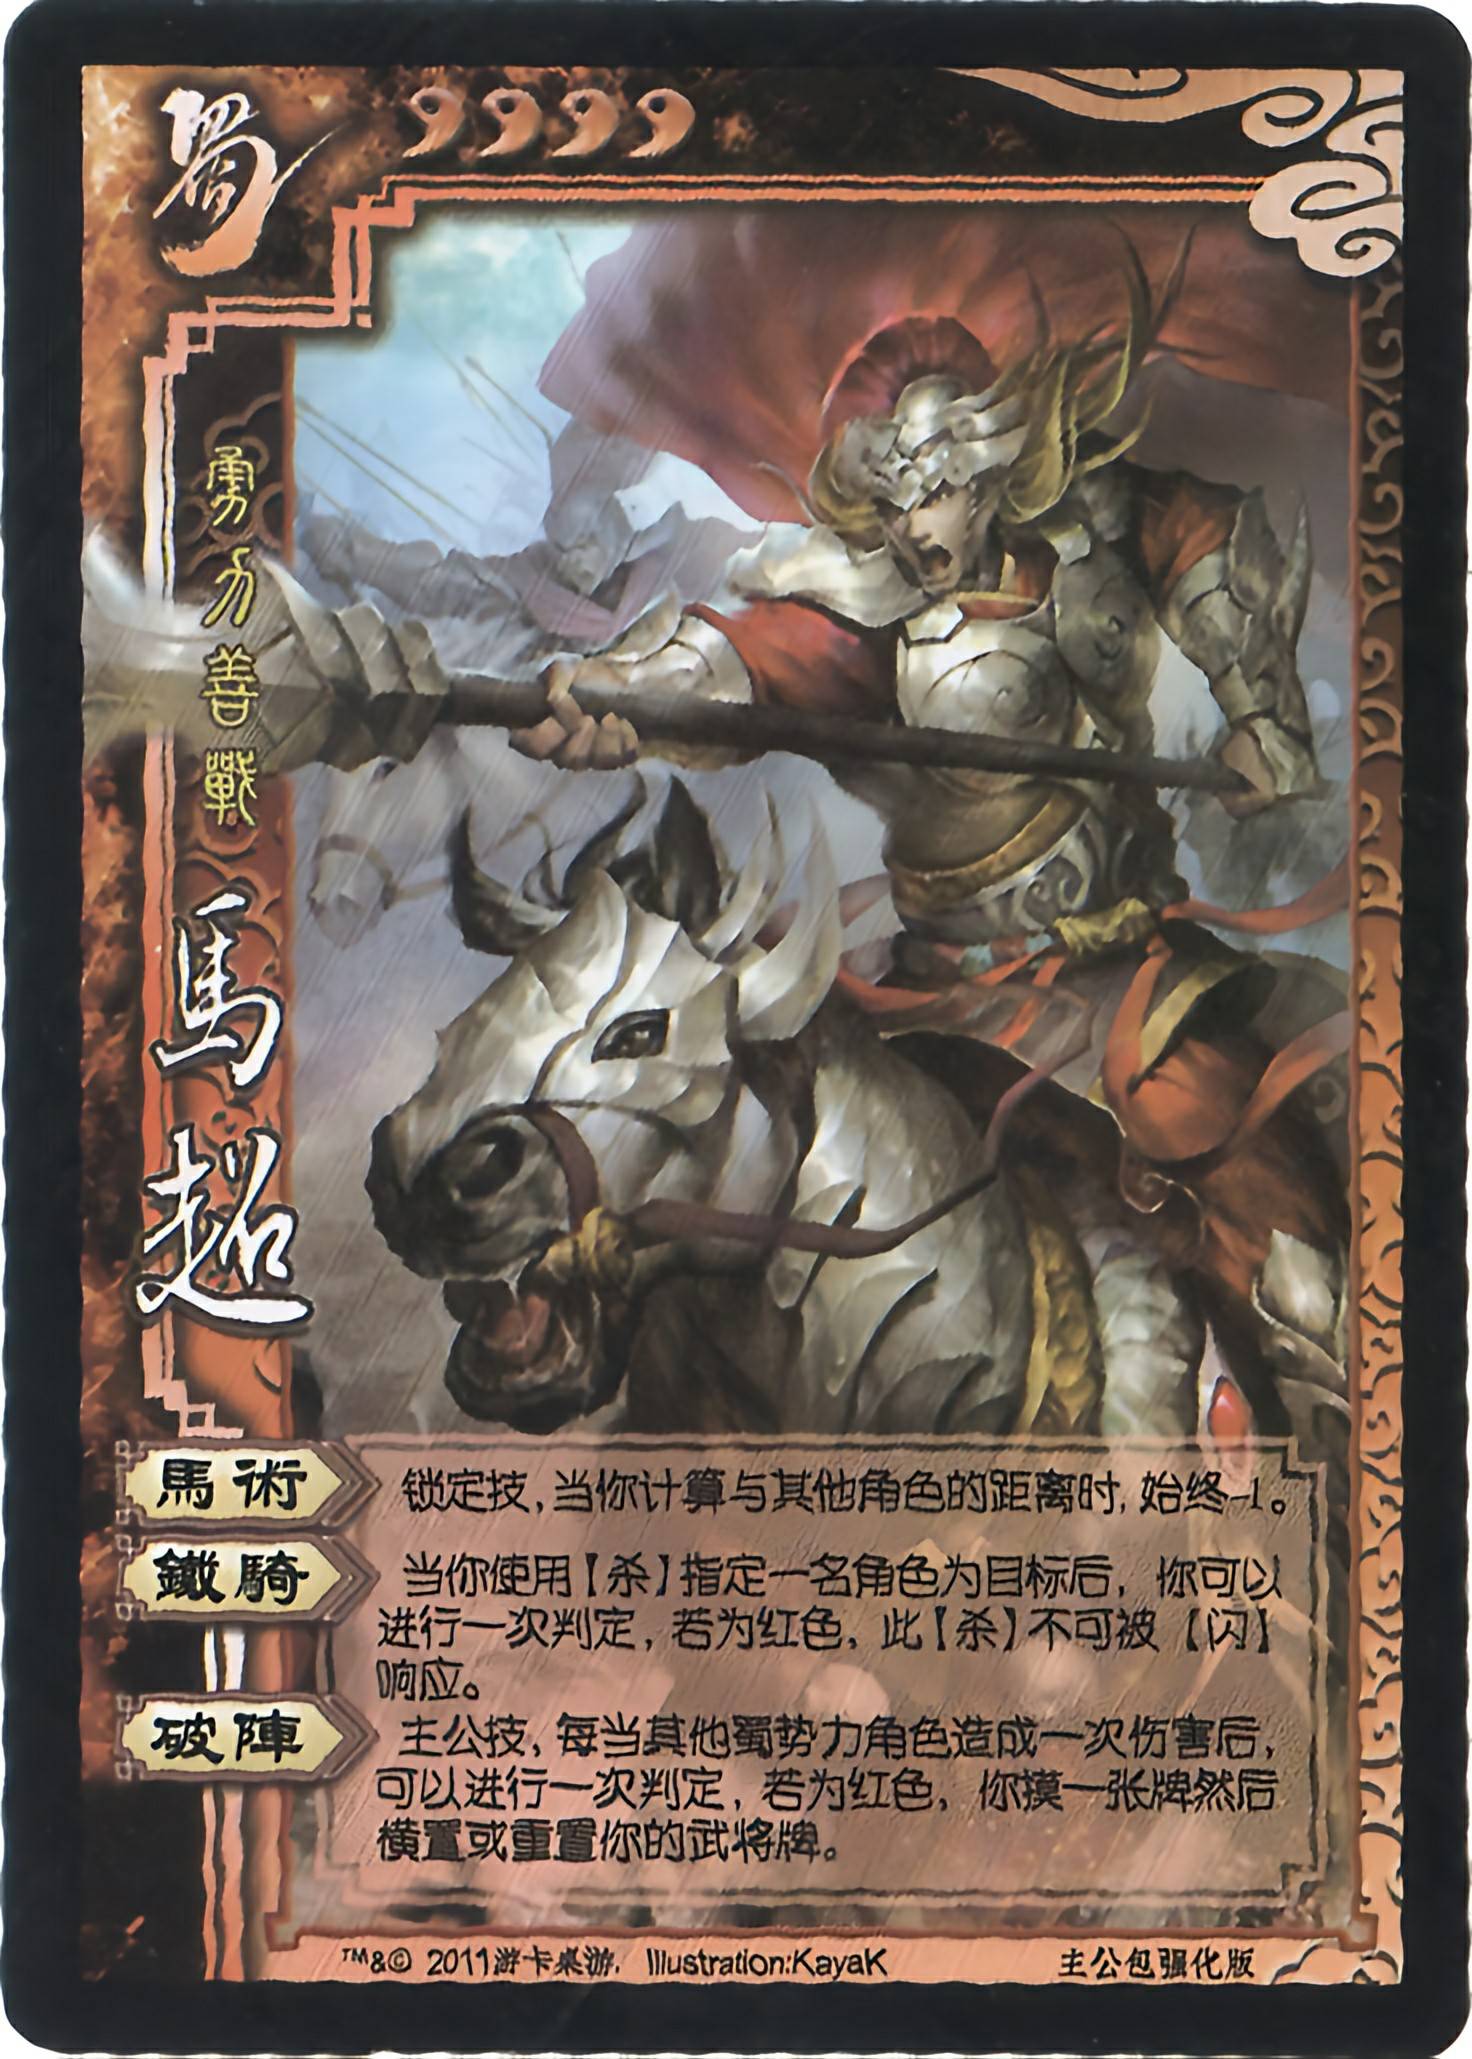 蜀
勇力善戰
馬超
馬術
锁定技，当你计算与其他角色的距离时，始终-1。
鐵騎
当你使用【杀】指定一名角色为目标后，你可以
进行一次判定，若为红色，此【杀】不可被【闪】
响应。
破陣
主公技，每当其他蜀势力角色造成一次伤害后，
可以进行一次判定，若为红色，你摸一张牌然后
横置或重置你的武将牌。
™&© 2011游卡桌游. Illustration:KayaK
主公包强化版